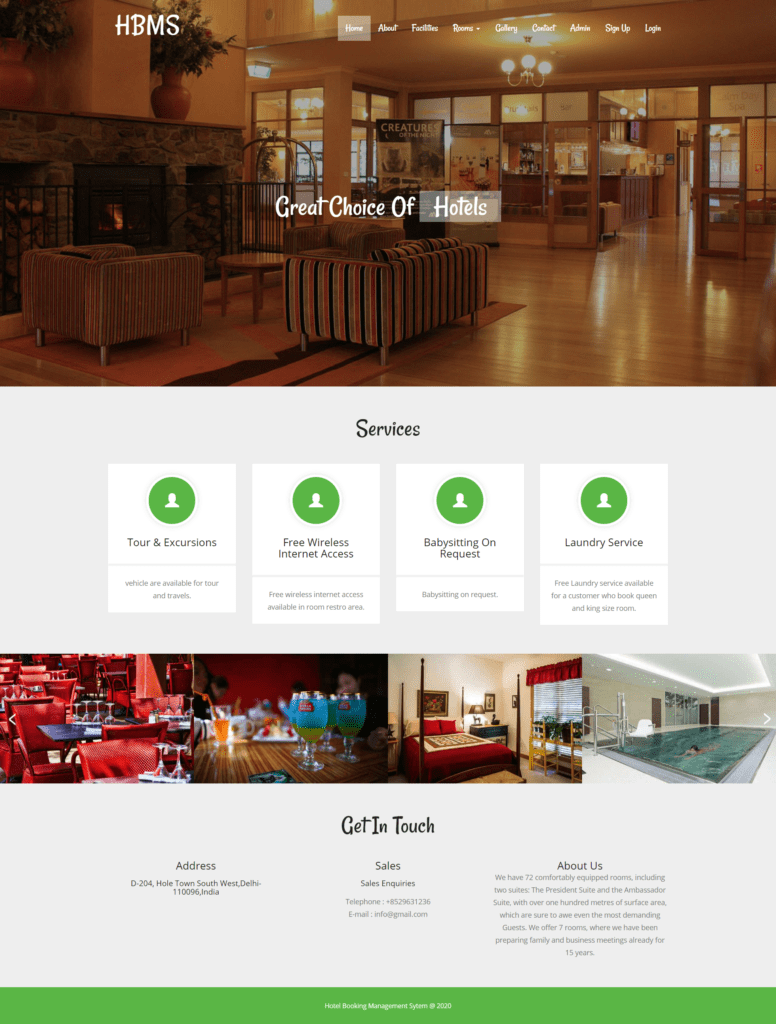 HBMS
Home About Facilities Rooms Gallery Contact Admin Sign Up Login
CREATURES
Great Choice Of Hotels
Services
Tour & Excursions
vehicle are available for tour
and travels.
Free Wireless
Internet Access
Free wireless internet access
available in room restro area.
Babysitting On
Request
Babysitting on request.
Laundry Service
Free Laundry service available
for a customer who book queen
and king size room.
Get In Touch
Address
D-204, Hole Town South West,Delhi-
110096,India
Sales
Sales Enquiries
Telephone : +8529631236
E-mail : info@gmail.com
About Us
We have 72 comfortably equipped rooms, including
two suites: The President Suite and the Ambassador
Suite, with over one hundred metres of surface area,
which are sure to awe even the most demanding
Guests. We offer 7 rooms, where we have been
preparing family and business meetings already for
15 years.
Hotel Booking Management Sytem @ 2020